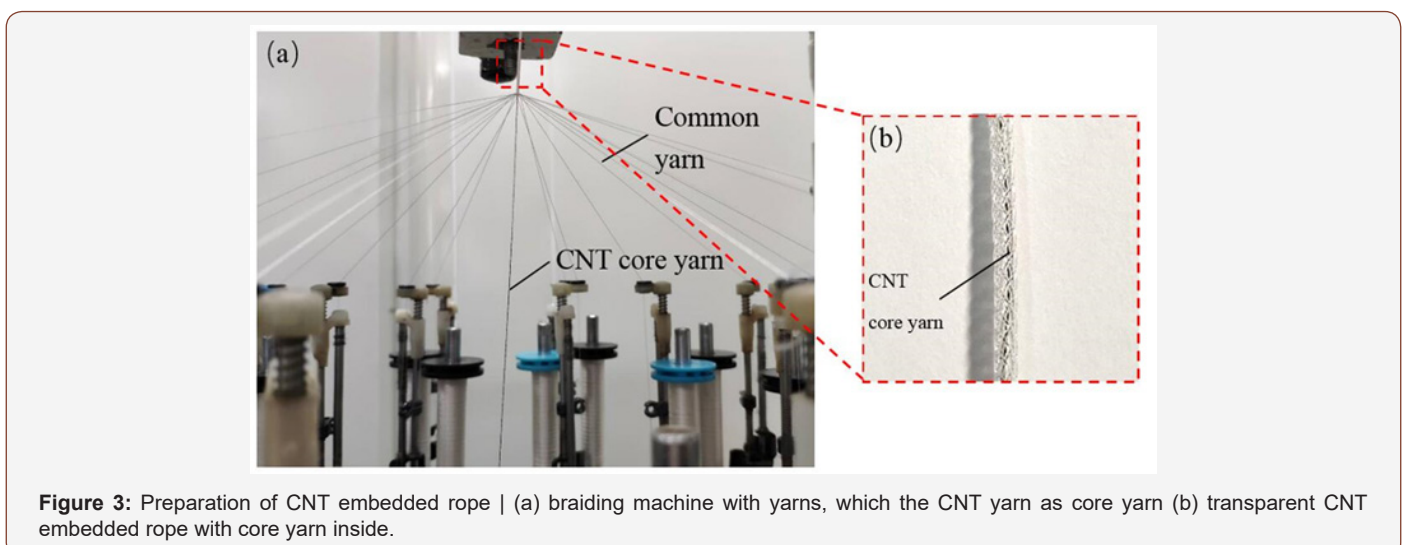 (a)
Common
yarn
CNT core yarn
(b)
CNT
core yarn
Figure 3: Preparation of CNT embedded rope | (a) braiding machine with yarns, which the CNT yarn as core yarn (b) transparent CNT
embedded rope with core yarn inside.